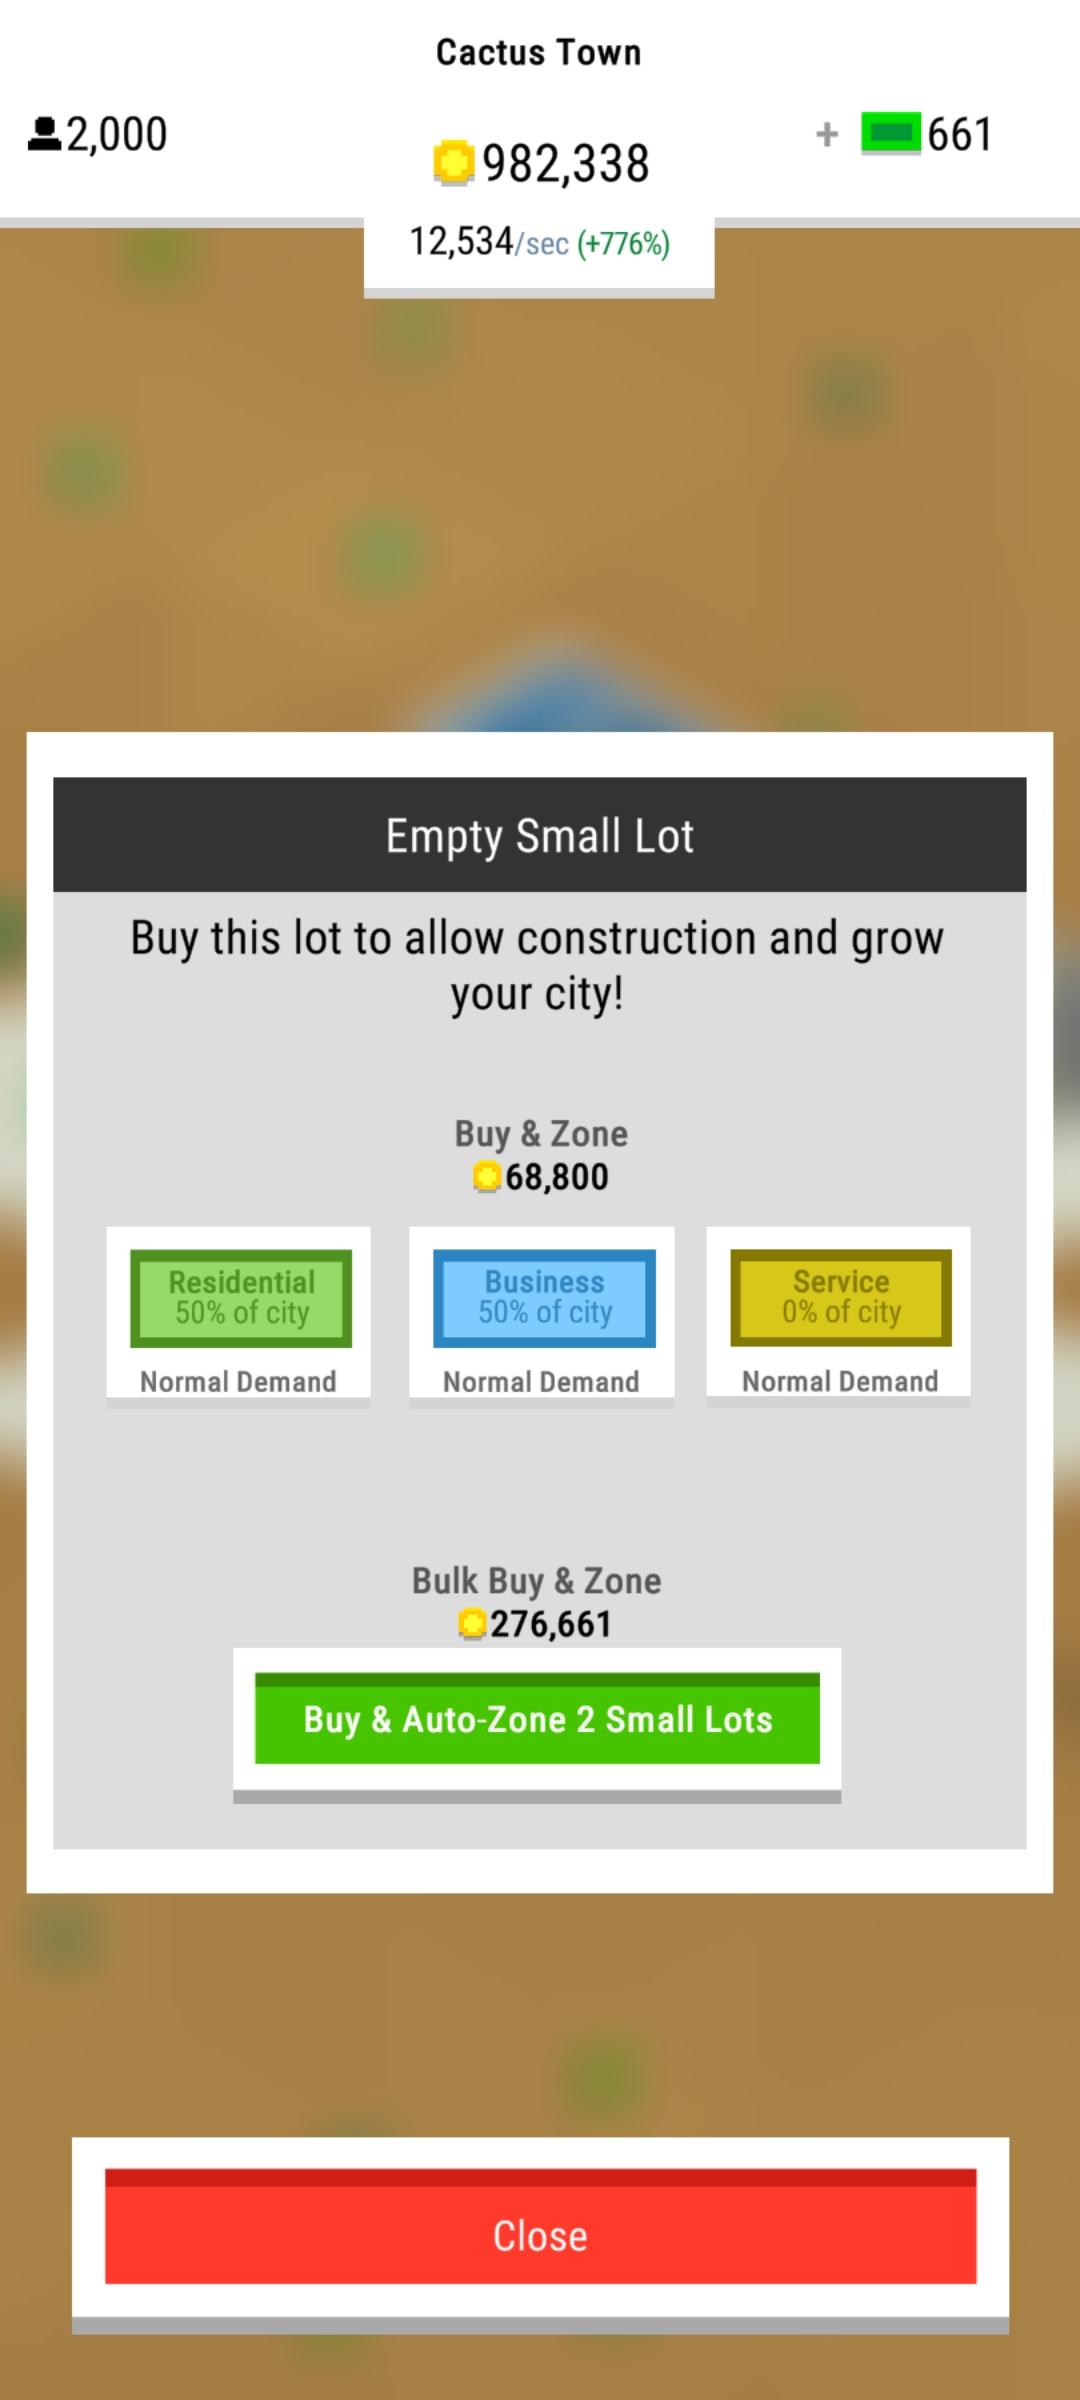 Cactus Town
2,000
982,338
+ 661
12,534/sec (+776%)
Empty Small Lot
Buy this lot to allow construction and grow
your city!
Buy & Zone
68,800
Residential
50% of city
Normal Demand
Business
50% of city
Normal Demand
Service
0% of city
Normal Demand
Bulk Buy & Zone
276,661
Buy & Auto-Zone 2 Small Lots
Close